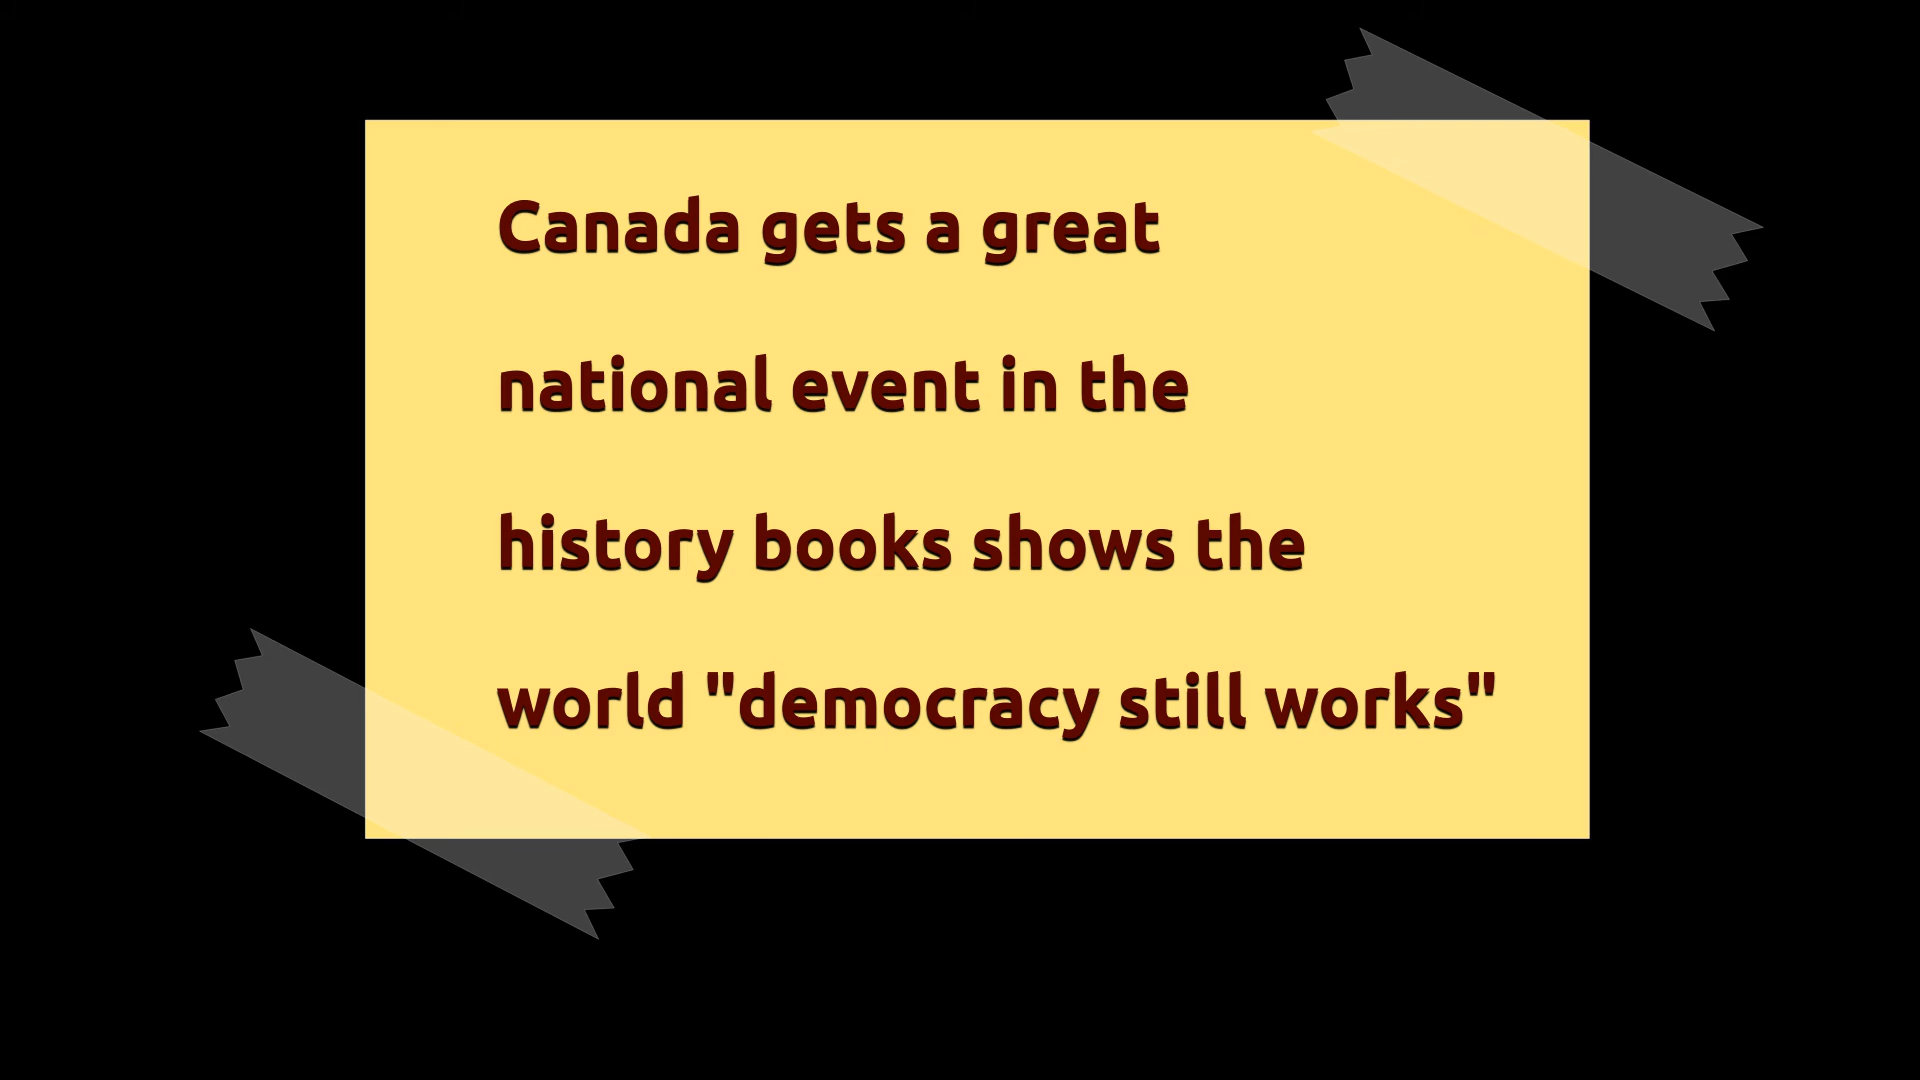 Canada gets a great
national event in the
history books shows the
world "democracy still works"